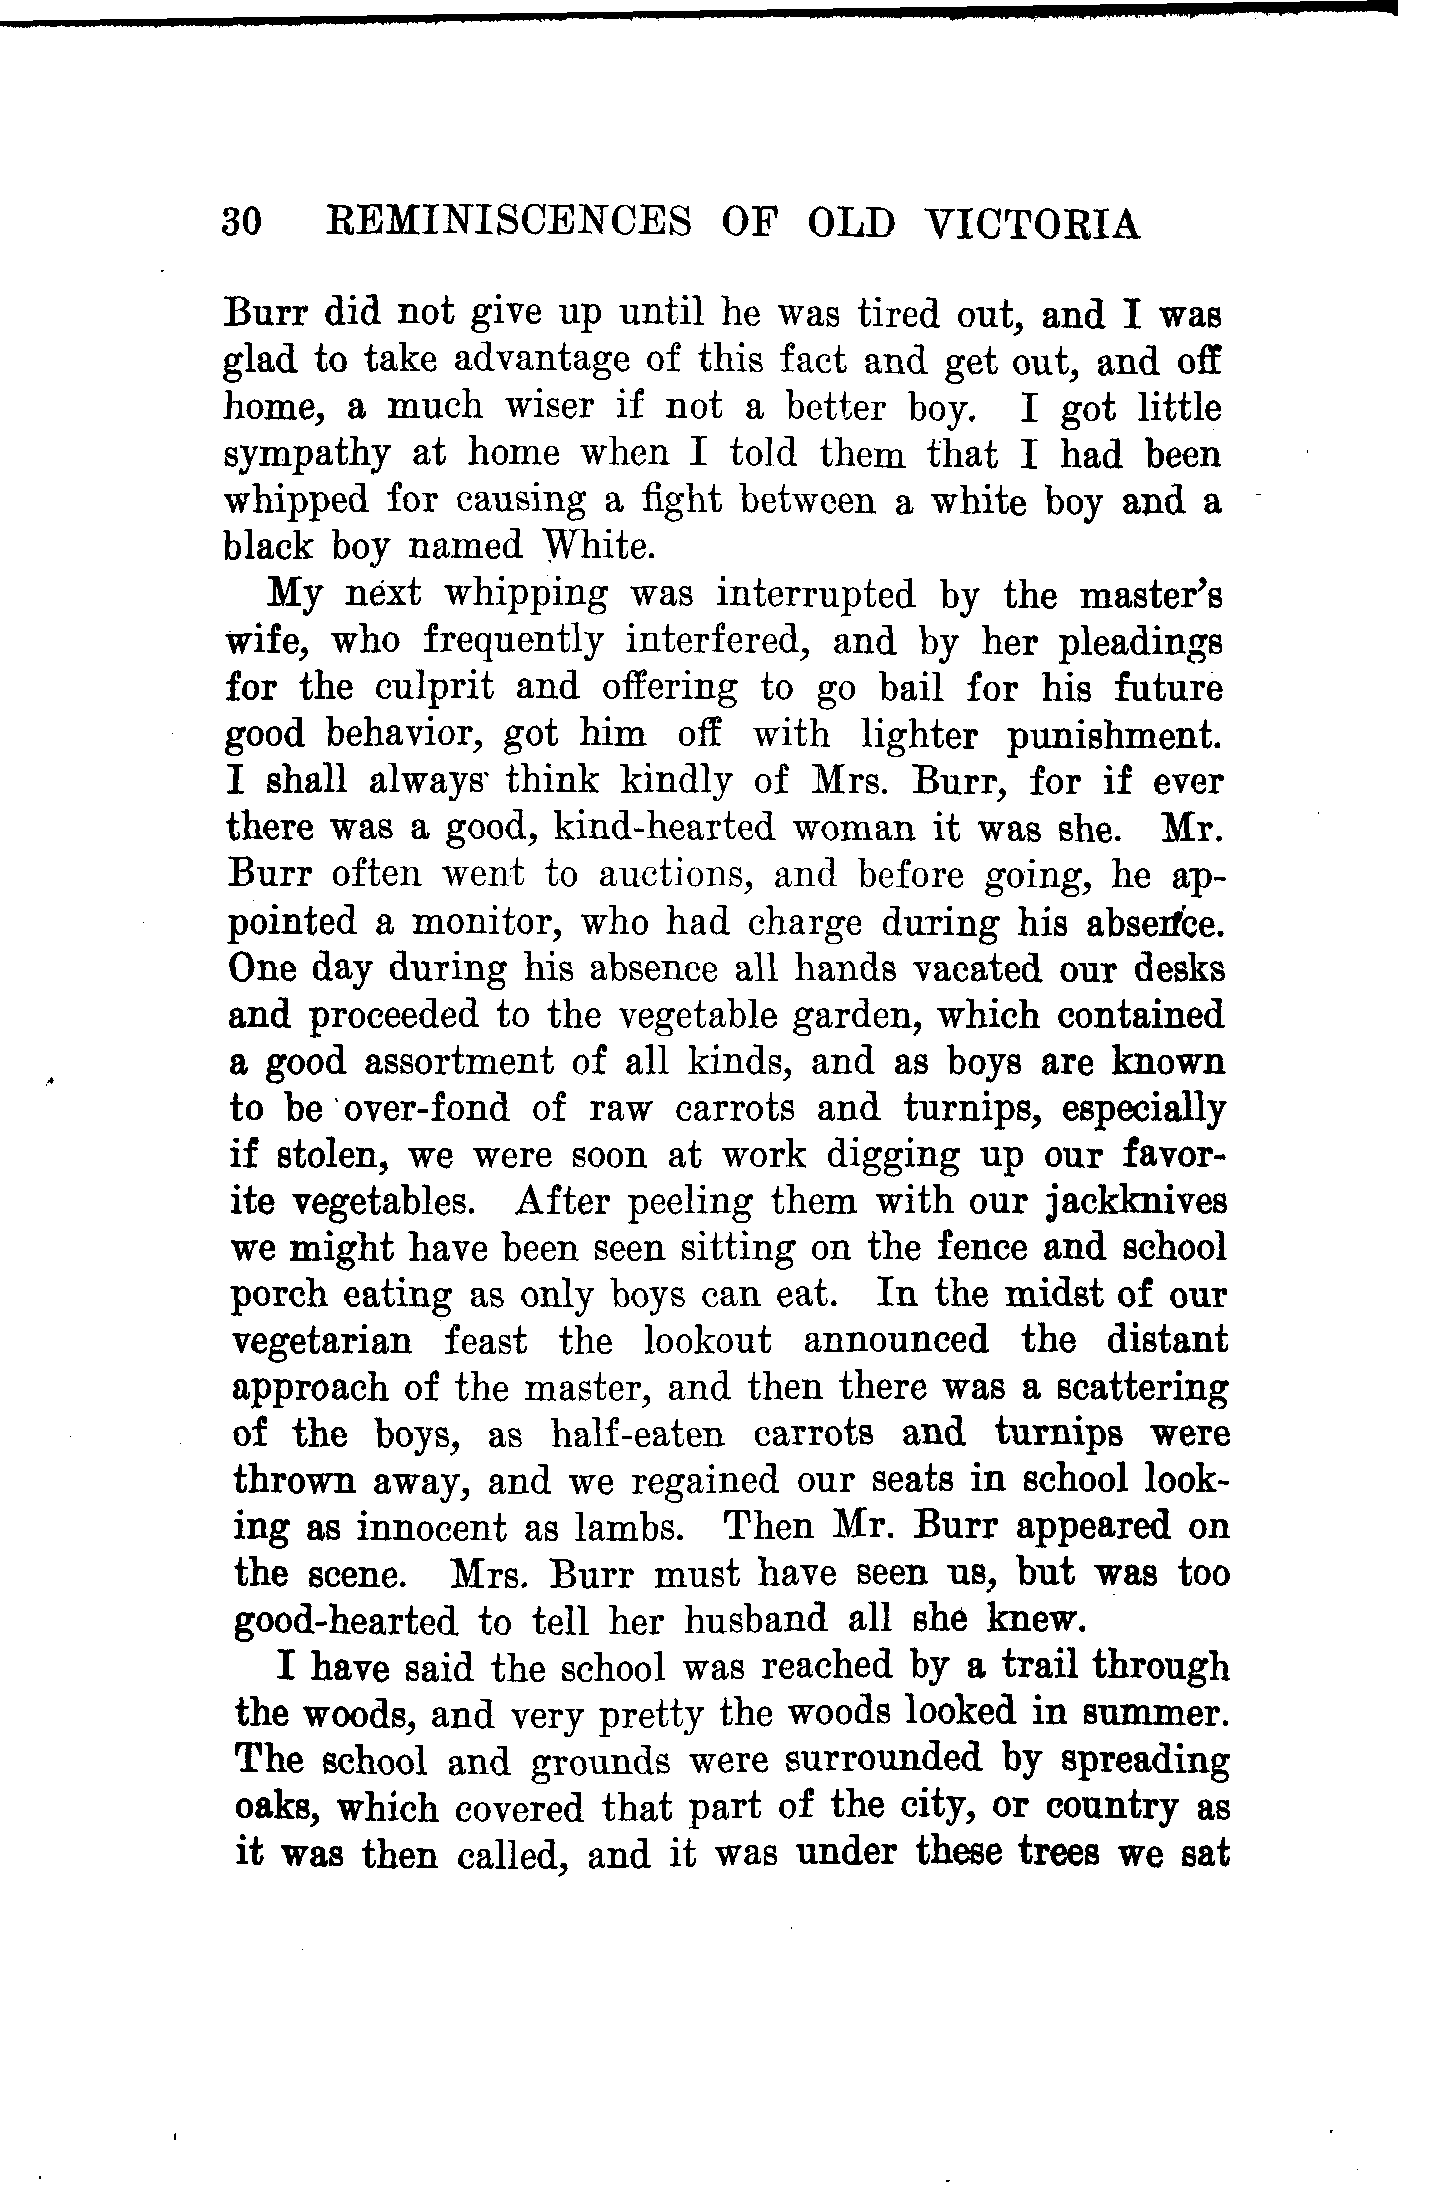 30 REMINISCENCES OF OLD VICTORIA
Burr did not give up until he was tired out, and I was
glad to take advantage of this fact and get out, and off
home, a much wiser if not a better boy. I got little
sympathy at home when I told them that I had been
whipped for causing a fight between a white boy and a
black boy named White.
My next whipping was interrupted by the master's
wife, who frequently interfered, and by her pleadings
for the culprit and offering to go bail for his future
good behavior, got him off with lighter punishment.
I shall always think kindly of Mrs. Burr, for if ever
there was a good, kind-hearted woman it was she. Mr.
Burr often went to auctions, and before going, he ap-
pointed a monitor, who had charge during his absence.
One day during his absence all hands vacated our desks
and proceeded to the vegetable garden, which contained
a good assortment of all kinds, and as boys are known
to be over-fond of raw carrots and turnips, especially
if stolen, we were soon at work digging up our favor-
ite vegetables. After peeling them with our jackknives
we might have been seen sitting on the fence and school
porch eating as only boys can eat. In the midst of our
vegetarian feast the lookout announced the distant
approach of the master, and then there was a scattering
of the boys, as half-eaten carrots and turnips were
thrown away, and we regained our seats in school look-
ing as innocent as lambs. Then Mr. Burr appeared on
the scene. Mrs. Burr must have seen us, but was too
good-hearted to tell her husband all she knew.
I have said the school was reached by a trail through
the woods, and very pretty the woods looked in summer.
The school and grounds were surrounded by spreading
oaks, which covered that part of the city, or country as
it was then called, and it was under these trees we sat